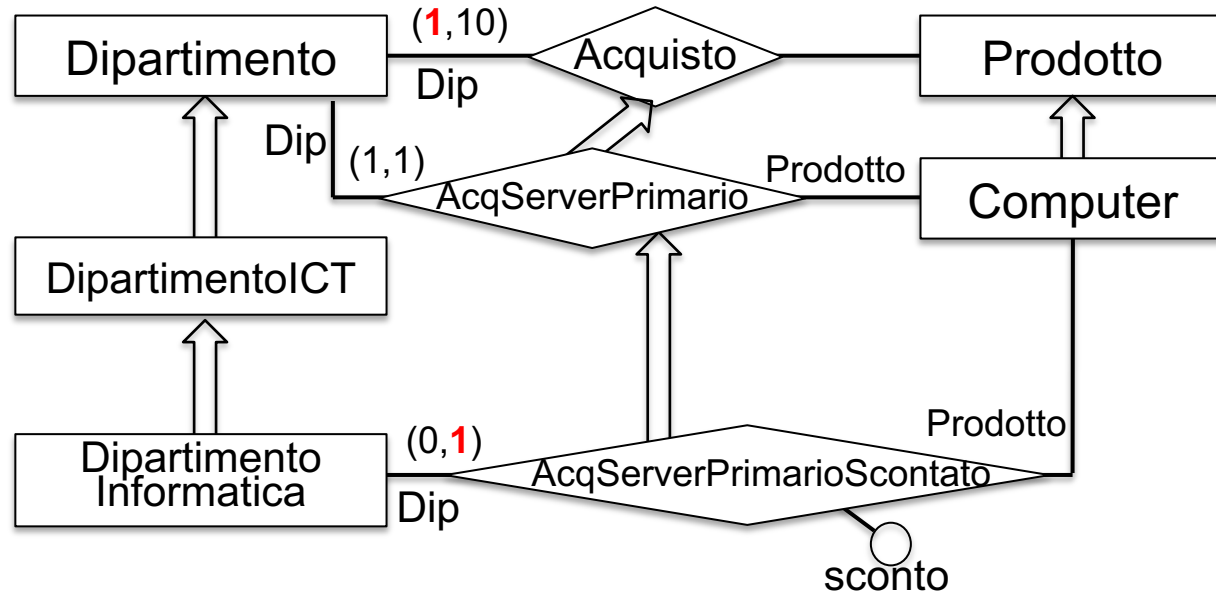 (1,10)
Dipartimento
Acquisto
Prodotto
Dip
Dip
(1,1)
Prodotto
AcqServerPrimario
Computer
DipartimentoICT
Prodotto
(0,1)
Dipartimento
Informatica
AcqServerPrimarioScontato
Dip
sconto